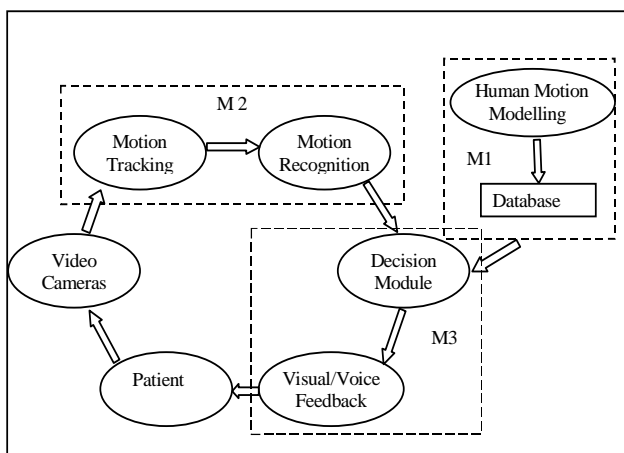 M 2
Human Motion
Modelling
Motion
Tracking
Motion
Recognition
M1
Database
Video
Cameras
Decision
Module
M3
Patient
Visual/Voice
Feedback